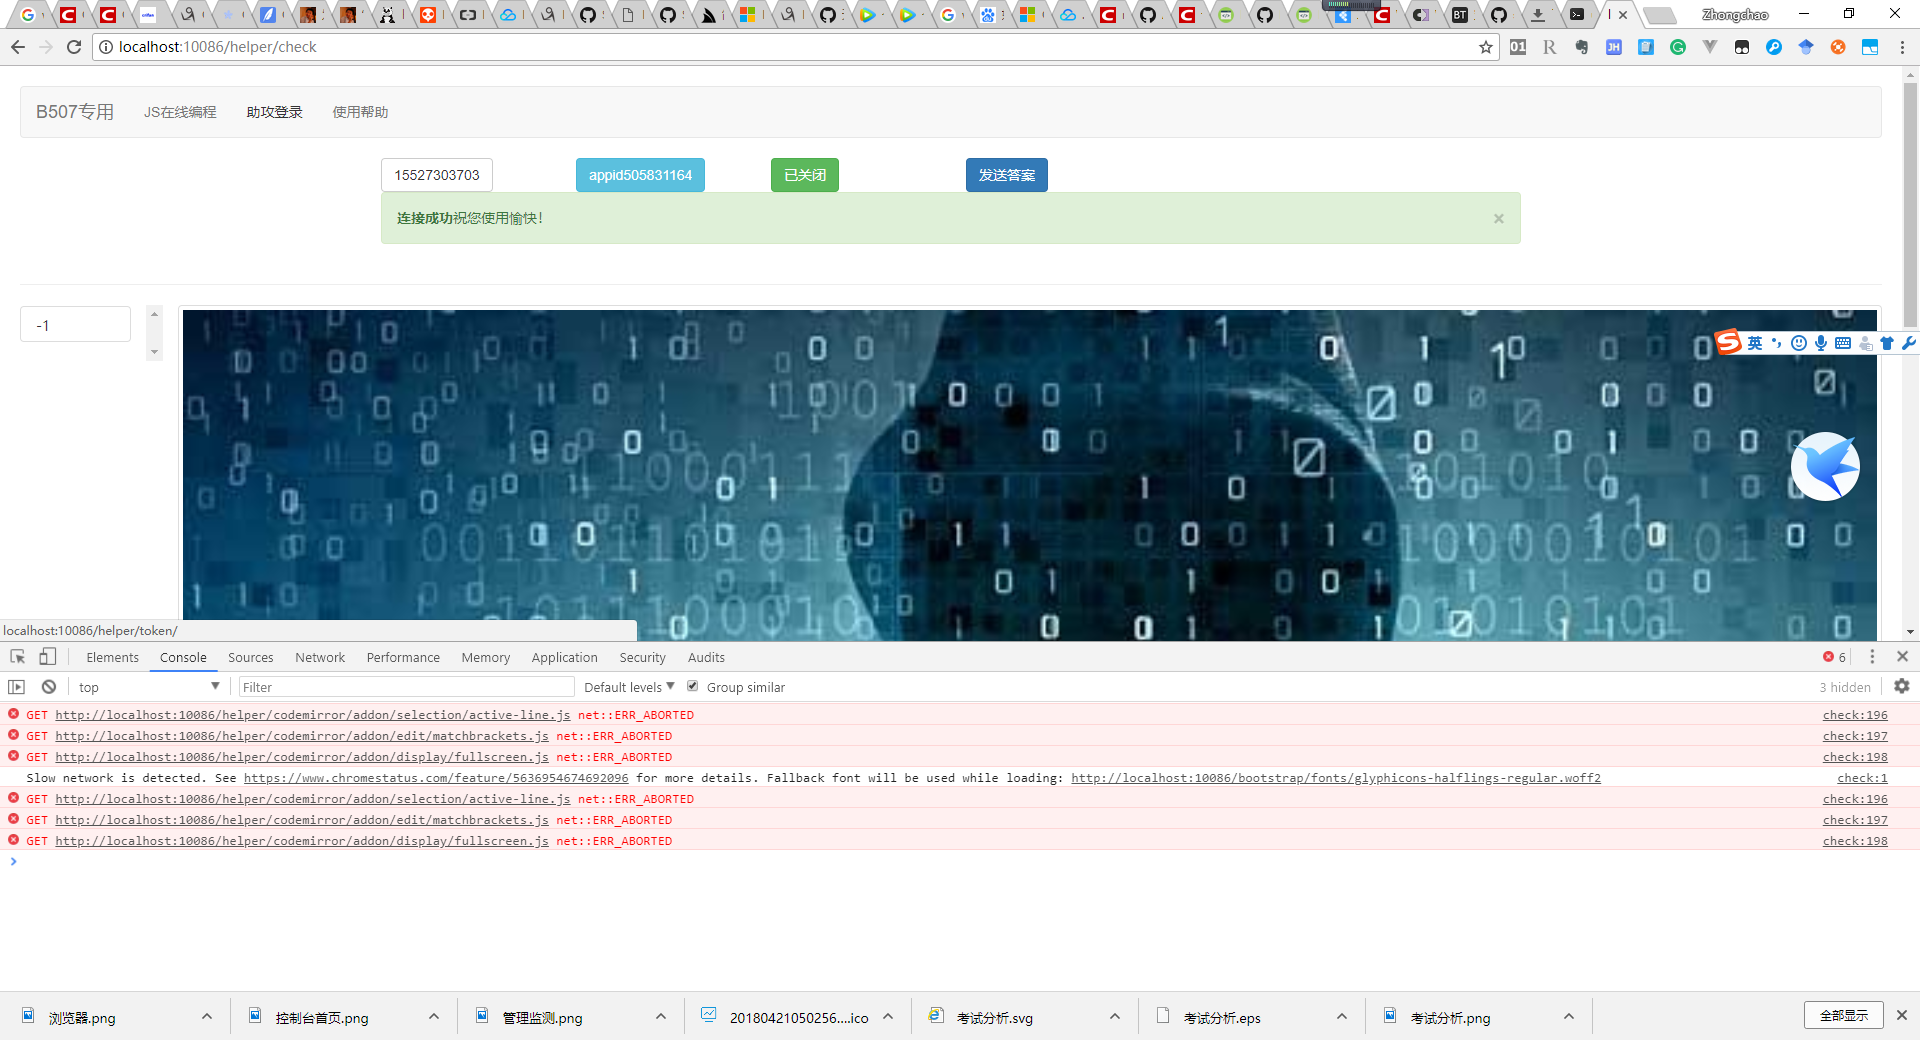 Zhongchao
localhost:10086/helper/check
B507专用 JS在线编程 助攻登录 使用帮助
15527303703 appid505831164 已关闭 发送答案
连接成功祝您使用愉快! ×
-1
英
localhost:10086/helper/token/
Elements Console Sources Network Performance Memory Application Security Audits 6
top Filter Default levels Group similar 3 hidden
GET http://localhost:10086/helper/codemirror/addon/selection/active-line.js net::ERR_ABORTED check:196
GET http://localhost:10086/helper/codemirror/addon/edit/matchbrackets.js net::ERR_ABORTED check:197
GET http://localhost:10086/helper/codemirror/addon/display/fullscreen.js net::ERR_ABORTED check:198
Slow network is detected. See https://www.chromestatus.com/feature/5636954674692096 for more details. Fallback font will be used while loading: http://localhost:10086/bootstrap/fonts/glyphicons-halflings-regular.woff2 check:1
GET http://localhost:10086/helper/codemirror/addon/selection/active-line.js net::ERR_ABORTED check:196
GET http://localhost:10086/helper/codemirror/addon/edit/matchbrackets.js net::ERR_ABORTED check:197
GET http://localhost:10086/helper/codemirror/addon/display/fullscreen.js net::ERR_ABORTED check:198
浏览器.png 控制台首页.png 管理监测.png 20180421050256....ico 考试分析.svg 考试分析.eps 考试分析.png 全部显示